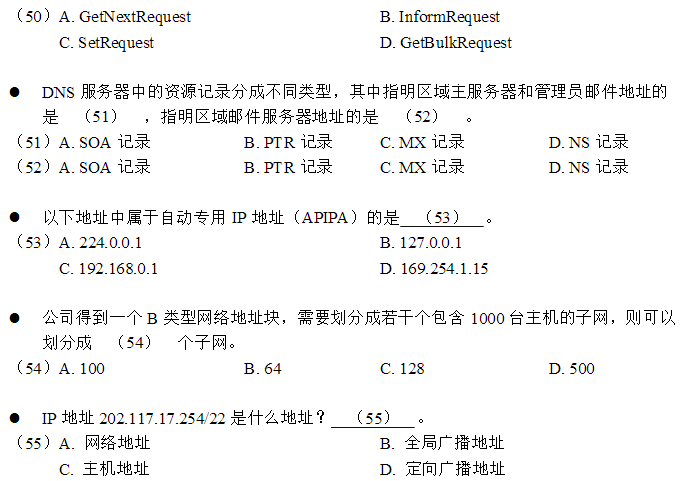 （50）A. GetNextRequest B. InformRequest
C. SetRequest D. GetBulkRequest
● DNS 服务器中的资源记录分成不同类型，其中指明区域主服务器和管理员邮件地址的
是 （51） ，指明区域邮件服务器地址的是 （52） 。
（51）A. SOA 记录 B. PTR 记录 C. MX 记录 D. NS 记录
（52）A. SOA 记录 B. PTR 记录 C. MX 记录 D. NS 记录
● 以下地址中属于自动专用 IP 地址（APIPA）的是 （53） 。
（53）A. 224.0.0.1 B. 127.0.0.1
C. 192.168.0.1 D. 169.254.1.15
● 公司得到一个 B 类型网络地址块，需要划分成若干个包含 1000 台主机的子网，则可以
划分成 （54） 个子网。
（54）A. 100 B. 64 C. 128 D. 500
● IP 地址 202.117.17.254/22 是什么地址？ （55） 。
（55）A. 网络地址 B. 全局广播地址
C. 主机地址 D. 定向广播地址